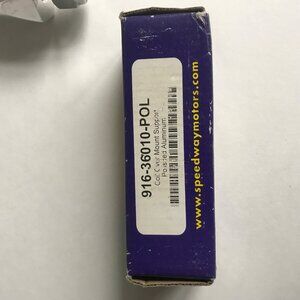 916-36010-POL
Coil Over Mount Support
Polished Aluminum
www.speedwaymotors.com